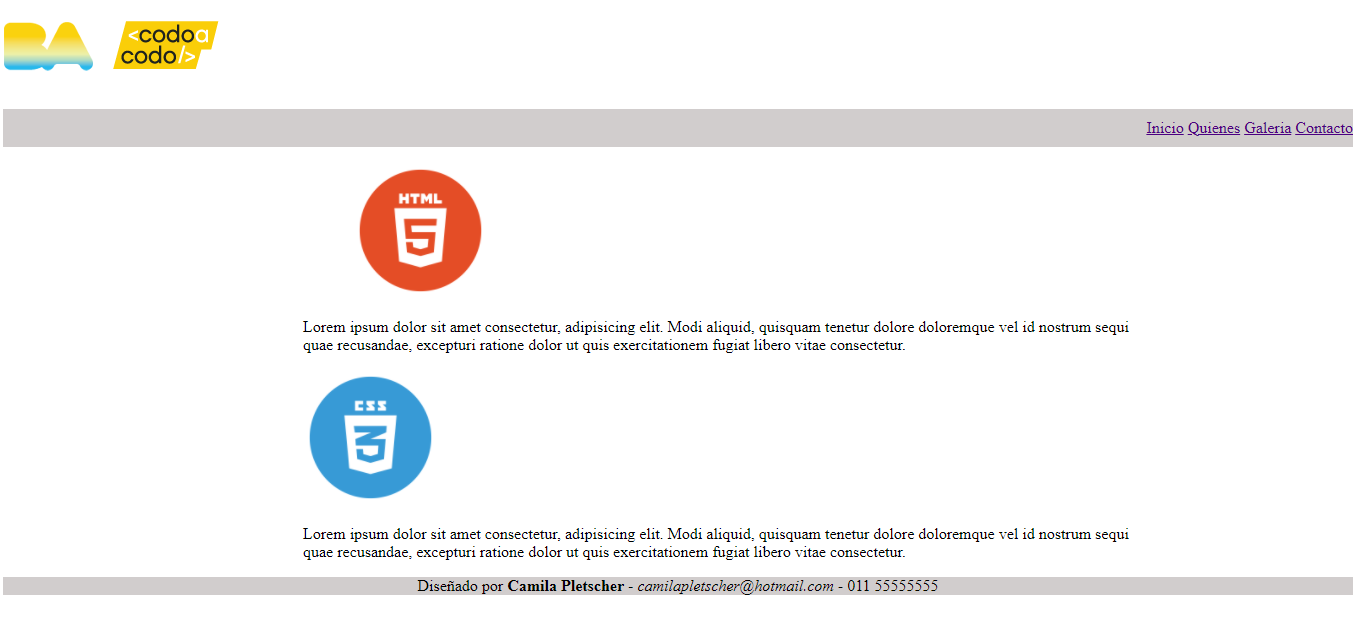 BA
<codoa
codo/>
Inicio Quienes Galeria Contacto
HTML
5
Lorem ipsum dolor sit amet consectetur, adipisicing elit. Modi aliquid, quisquam tenetur dolore doloremque vel id nostrum sequi
quae recusandae, excepturi ratione dolor ut quis exercitationem fugiat libero vitae consectetur.
CSS
3
Lorem ipsum dolor sit amet consectetur, adipisicing elit. Modi aliquid, quisquam tenetur dolore doloremque vel id nostrum sequi
quae recusandae, excepturi ratione dolor ut quis exercitationem fugiat libero vitae consectetur.
Diseñado por Camila Pletscher - camilapletscher@hotmail.com - 011 55555555